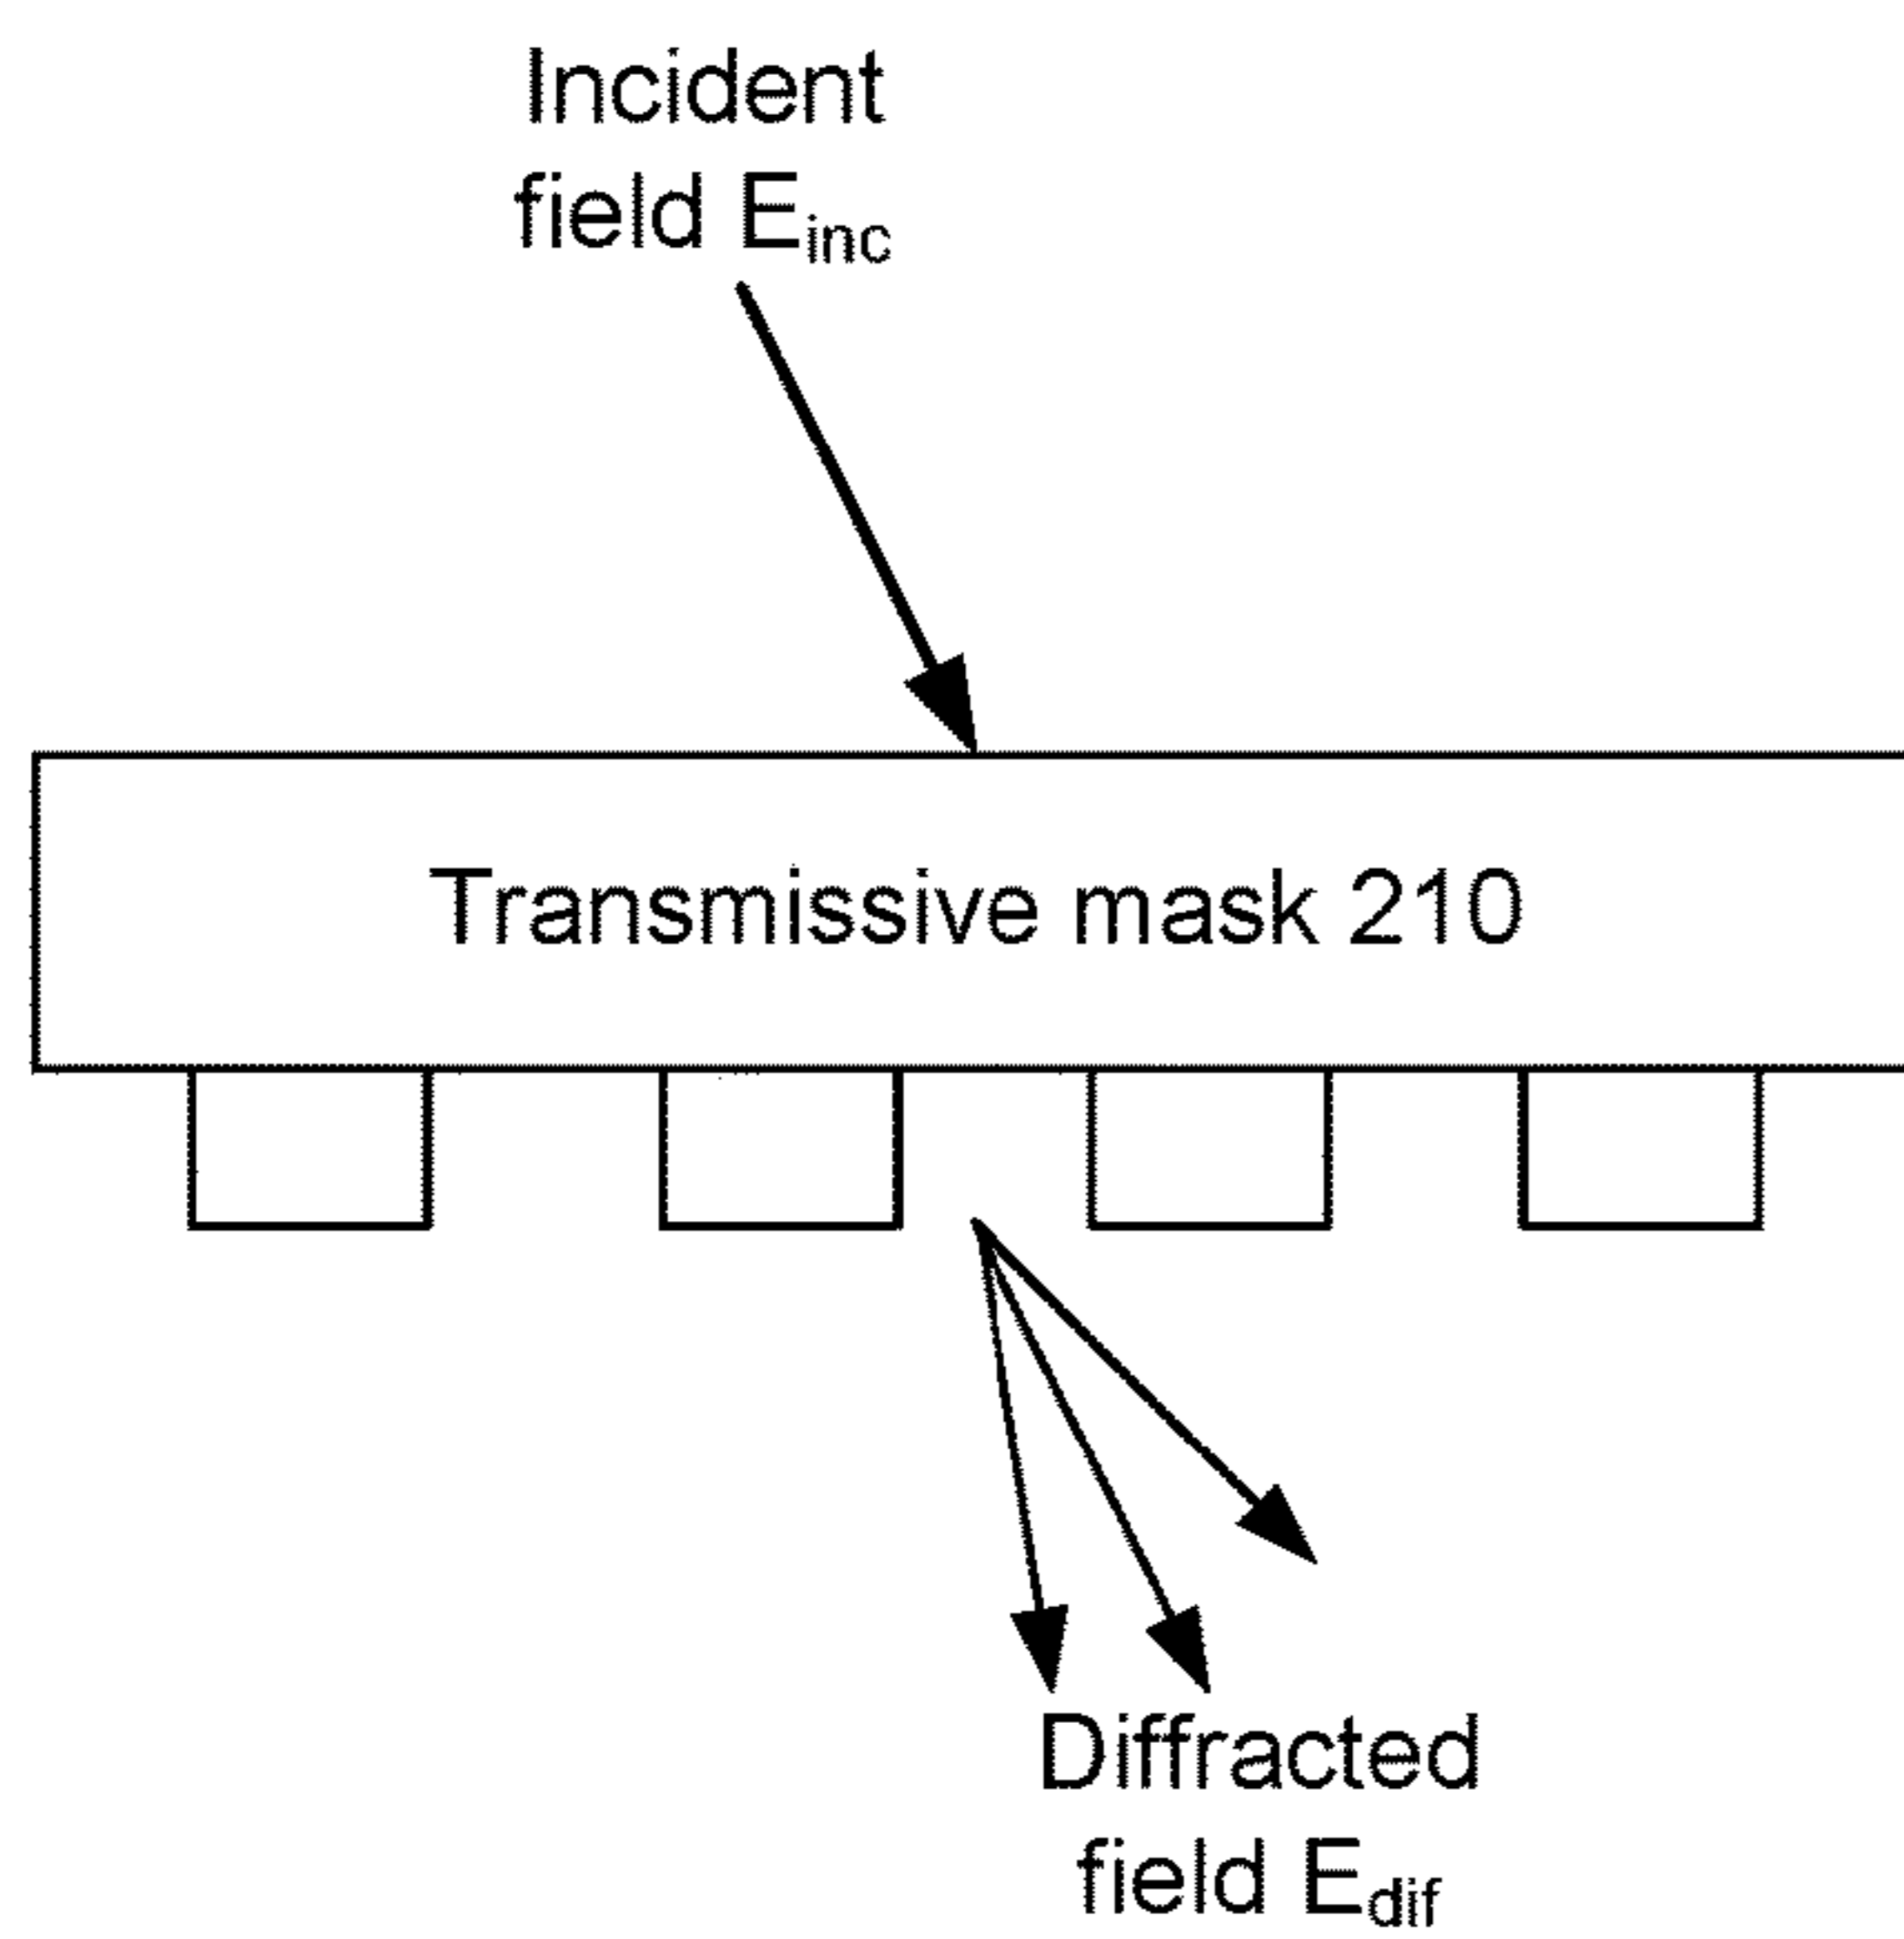 Incident
field Einc
Transmissive mask 210
Diffracted
field Edif